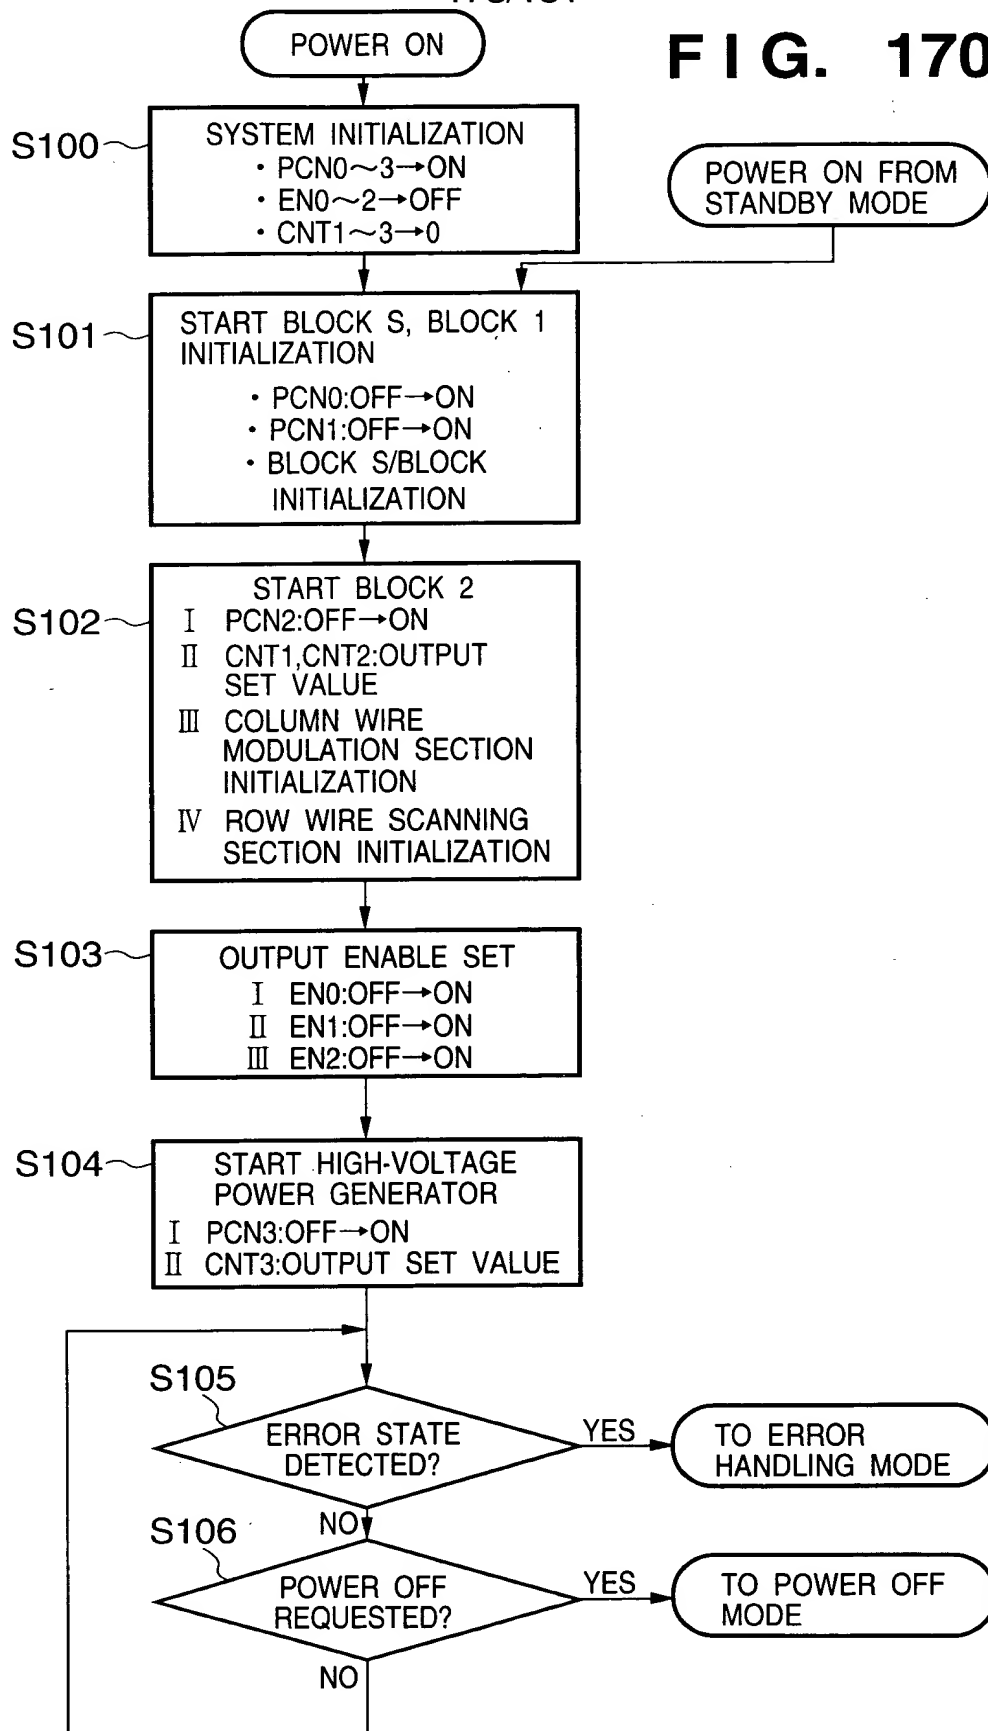 POWER ON
FIG. 170
S100
SYSTEM INITIALIZATION
• PCN0~3→ON
• EN0~2→OFF
• CNT1~3→0
POWER ON FROM
STANDBY MODE
S101
START BLOCK S, BLOCK 1
INITIALIZATION
• PCN0:OFF→ON
• PCN1:OFF→ON
• BLOCK S/BLOCK
INITIALIZATION
S102
START BLOCK 2
Ⅰ PCN2:OFF→ON
Ⅱ CNT1,CNT2:OUTPUT
SET VALUE
Ⅲ COLUMN WIRE
MODULATION SECTION
INITIALIZATION
Ⅳ ROW WIRE SCANNING
SECTION INITIALIZATION
S103
OUTPUT ENABLE SET
Ⅰ EN0:OFF→ON
Ⅱ EN1:OFF→ON
Ⅲ EN2:OFF→ON
S104
START HIGH-VOLTAGE
POWER GENERATOR
Ⅰ PCN3:OFF→ON
Ⅱ CNT3:OUTPUT SET VALUE
S105
ERROR STATE
DETECTED?
YES
TO ERROR
HANDLING MODE
NO
S106
POWER OFF
REQUESTED?
YES
TO POWER OFF
MODE
NO